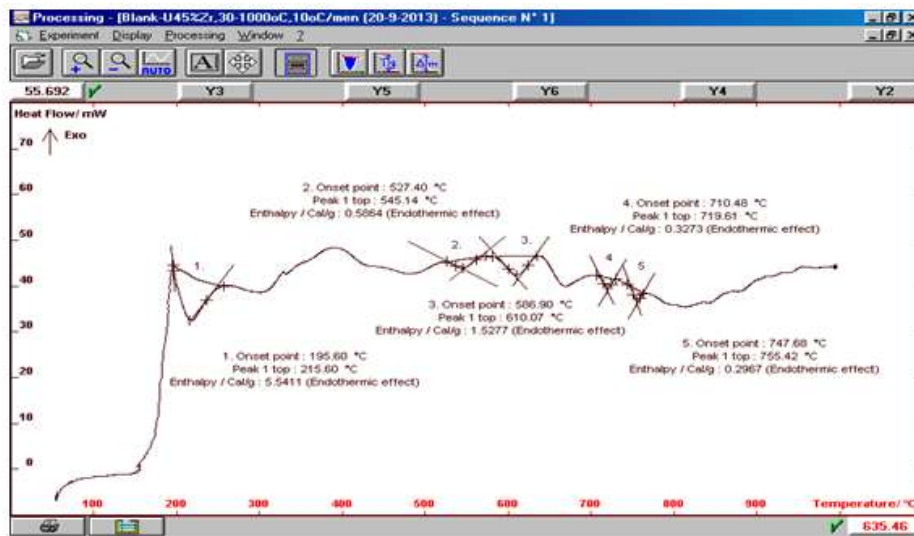 Processing - [Blank-U45%Zr,30-1000oC,10oC/men (20-9-2013) - Sequence N° 1]
Experiment Display Processing Window ?
AUTO A
55.692 Y3 Y5 Y6 Y4 Y2
Heat Flow/ mW
Exo
70
60
50
40
30
20
10
0
2. Onset point : 527.40 °C
Peak 1 top : 545.14 °C
Enthalpy / Cal/g : 0.5864 (Endothermic effect)
4. Onset point : 710.48 °C
Peak 1 top : 719.61 °C
Enthalpy / Cal/g : 0.3273 (Endothermic effect)
1.
2.
3.
4
5
3. Onset point : 586.90 °C
Peak 1 top : 610.07 °C
Enthalpy / Cal/g : 1.5277 (Endothermic effect)
1. Onset point : 195.60 °C
Peak 1 top : 215.60 °C
Enthalpy / Cal/g : 5.5411 (Endothermic effect)
5. Onset point : 747.68 °C
Peak 1 top : 755.42 °C
Enthalpy / Cal/g : 0.2967 (Endothermic effect)
100 200 300 400 500 600 700 800 900 Temperature/ °C
635.46